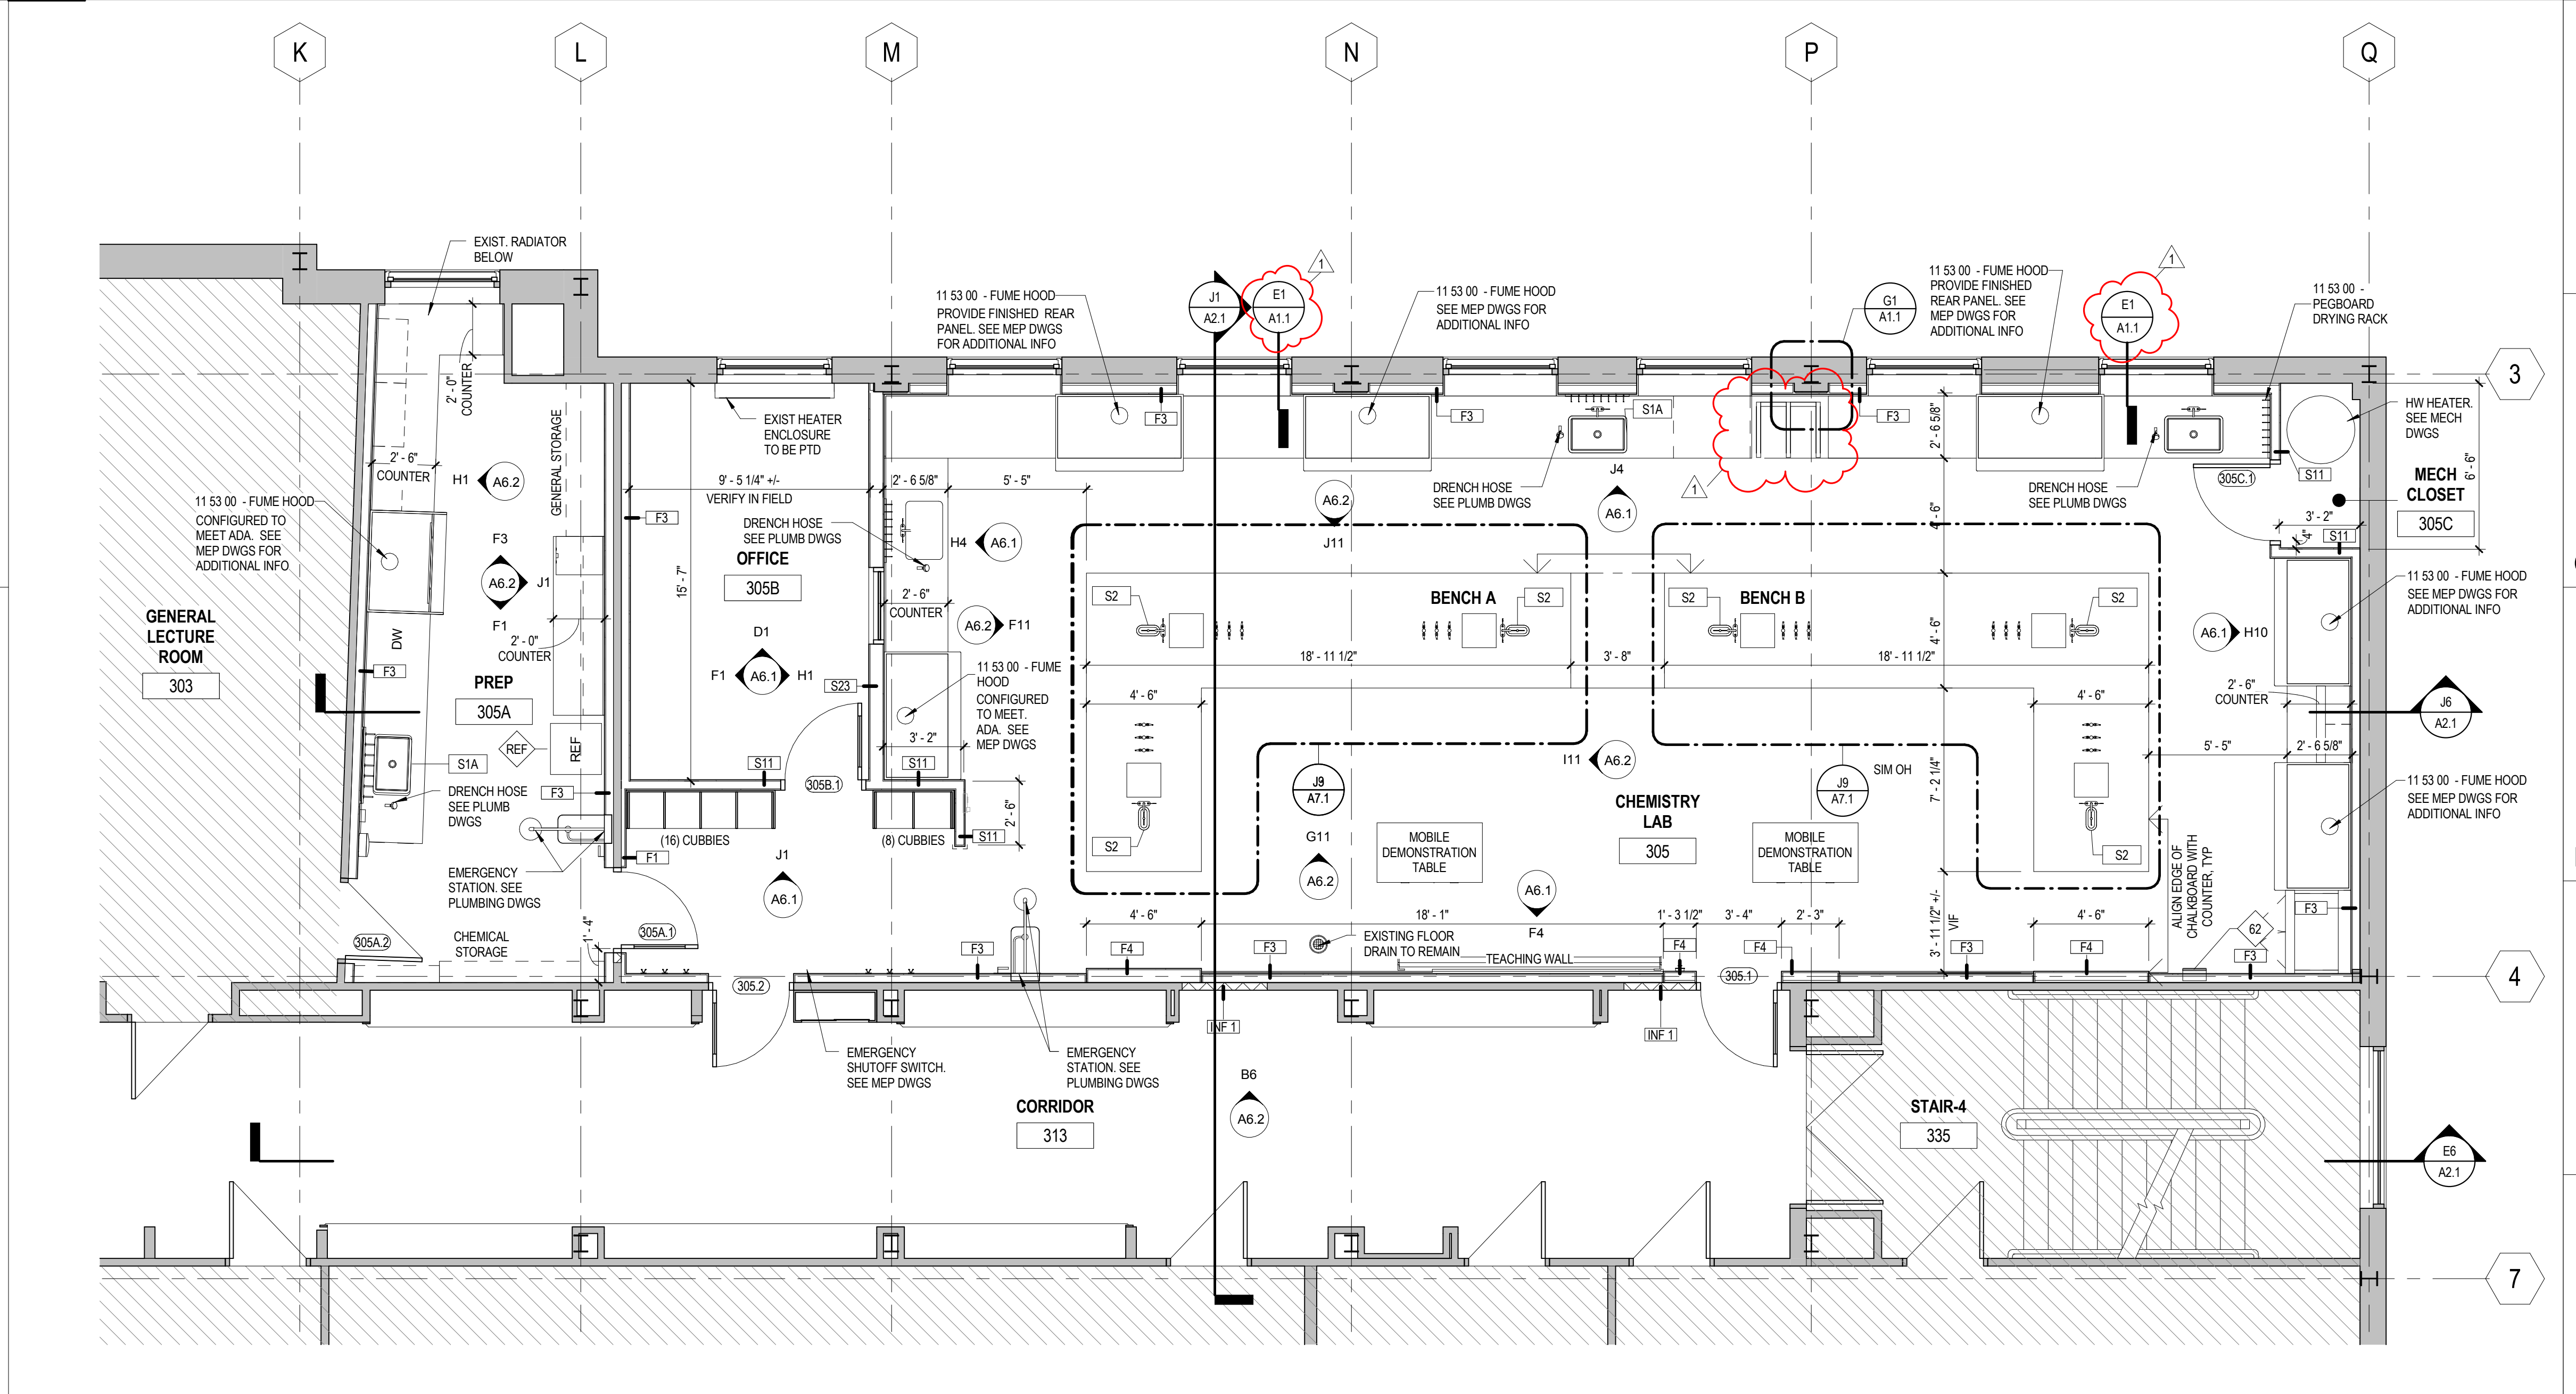 K
L
M
N
P
Q
EXIST. RADIATOR
BELOW
1
1
11 53 00 - FUME HOOD
PROVIDE FINISHED REAR
PANEL. SEE MEP DWGS
FOR ADDITIONAL INFO
J1
A2.1
E1
A1.1
11 53 00 - FUME HOOD
SEE MEP DWGS FOR
ADDITIONAL INFO
G1
A1.1
11 53 00 - FUME HOOD
PROVIDE FINISHED
REAR PANEL. SEE
MEP DWGS FOR
ADDITIONAL INFO
E1
A1.1
11 53 00 -
PEGBOARD
DRYING RACK
3
2' - 0"
COUNTER
EXIST HEATER
ENCLOSURE
TO BE PTD
F3
F3
S1A
F3
2' - 6 5/8"
HW HEATER.
SEE MECH
DWGS
GENERAL STORAGE
2' - 6"
COUNTER
H1
A6.2
9' - 5 1/4" +/-
VERIFY IN FIELD
2' - 6 5/8"
5' - 5"
J4
A6.1
1
DRENCH HOSE
SEE PLUMB DWGS
DRENCH HOSE
SEE PLUMB DWGS
305C.1
S11
MECH
CLOSET
305C
6' - 6"
11 53 00 - FUME HOOD
CONFIGURED TO
MEET ADA. SEE
MEP DWGS FOR
ADDITIONAL INFO
F3
DRENCH HOSE
SEE PLUMB DWGS
A6.2
J11
4' - 6"
3' - 2"
4"
S11
F3
A6.2
J1
F1
OFFICE
305B
15' - 7"
H4
A6.1
2' - 6"
COUNTER
A6.2
F11
S2
BENCH A
S2
S2
BENCH B
S2
11 53 00 - FUME HOOD
SEE MEP DWGS FOR
ADDITIONAL INFO
GENERAL
LECTURE
ROOM
303
DW
2' - 0"
COUNTER
D1
F1
A6.1
H1
4' - 6"
A6.1
H10
F3
PREP
305A
S23
11 53 00 - FUME
HOOD
CONFIGURED
TO MEET.
ADA. SEE
MEP DWGS
18' - 11 1/2"
3' - 8"
18' - 11 1/2"
4' - 6"
4' - 6"
2' - 6"
COUNTER
J6
A2.1
REF
REF
S1A
3' - 2"
5' - 5"
2' - 6 5/8"
I11
A6.2
SIM OH
S11
S11
305B.1
J9
A7.1
J9
A7.1
7' - 2 1/4"
DRENCH HOSE
SEE PLUMB
DWGS
F3
2' - 6"
CHEMISTRY
LAB
305
11 53 00 - FUME HOOD
SEE MEP DWGS FOR
ADDITIONAL INFO
(16) CUBBIES
(8) CUBBIES
S11
S2
G11
A6.2
MOBILE
DEMONSTRATION
TABLE
MOBILE
DEMONSTRATION
TABLE
S2
F1
J1
A6.1
EMERGENCY
STATION. SEE
PLUMBING DWGS
A6.1
F4
ALIGN EDGE OF
CHALKBOARD WITH
COUNTER, TYP
F3
4' - 6"
18' - 1"
1' - 3 1/2"
3' - 4"
2' - 3"
3' - 11 1/2" +/-
VIF
4' - 6"
62
305A.2
CHEMICAL
STORAGE
1' - 4"
305A.1
F3
F4
F3
EXISTING FLOOR
DRAIN TO REMAIN
TEACHING WALL
F4
F4
F3
F4
F3
305.2
305.1
4
INF 1
INF 1
EMERGENCY
SHUTOFF SWITCH.
SEE MEP DWGS
EMERGENCY
STATION. SEE
PLUMBING DWGS
B6
A6.2
CORRIDOR
313
STAIR-4
335
E6
A2.1
7